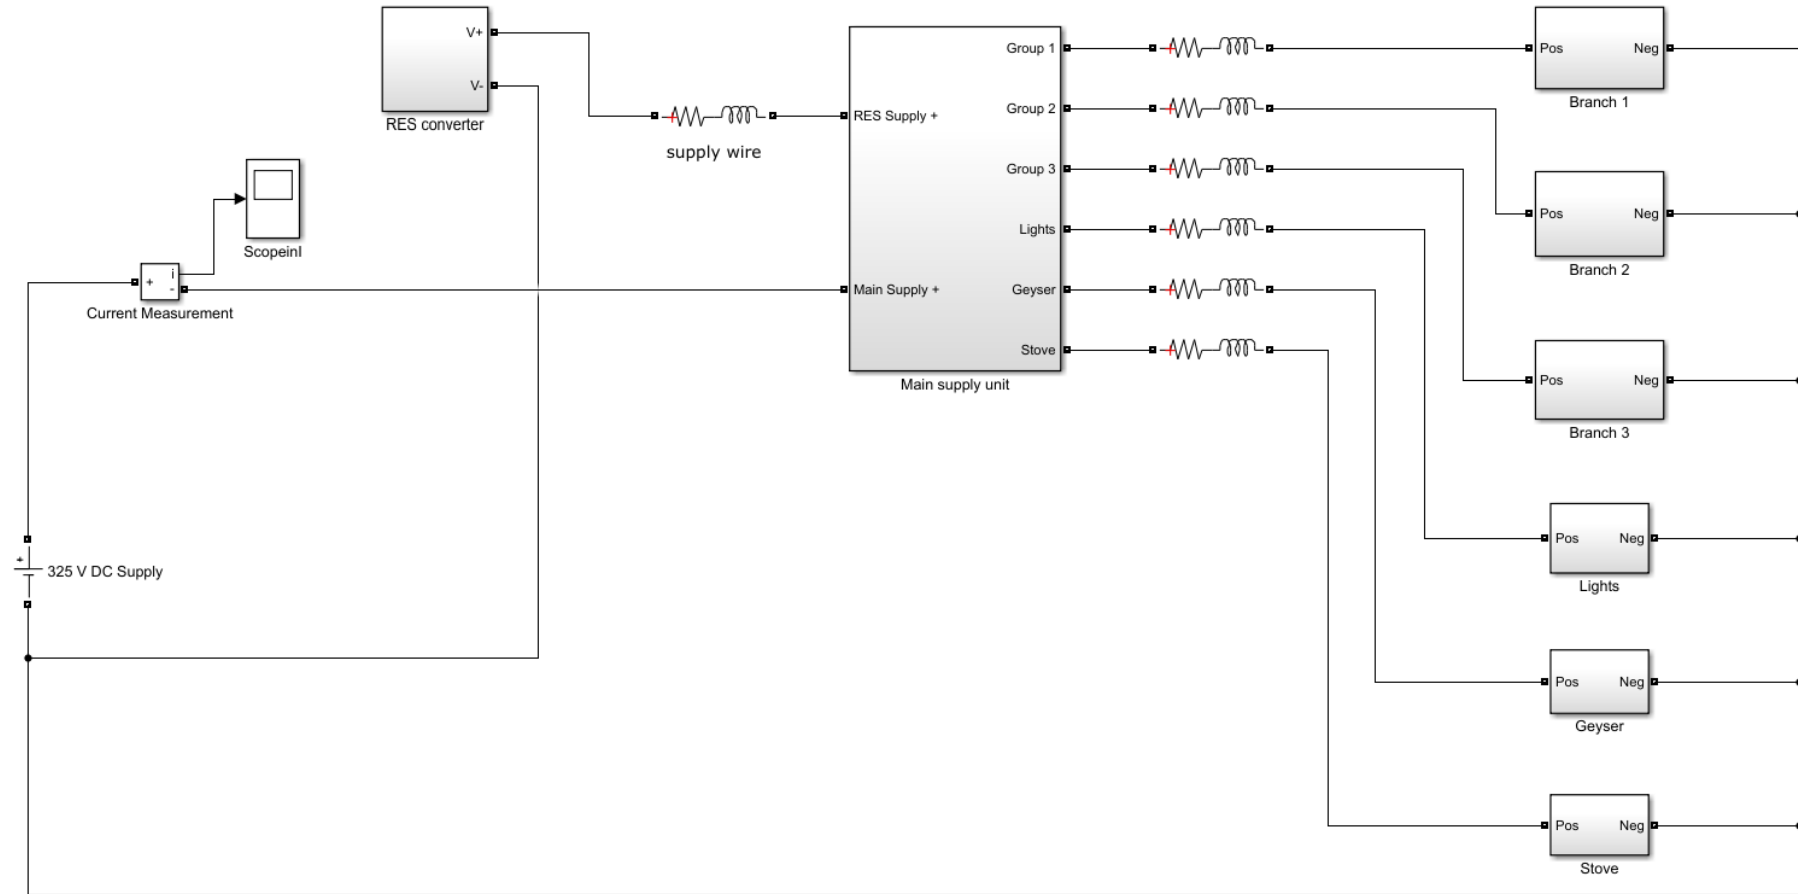 V+
V-
RES converter
supply wire
ScopeinI
+
i
-
Current Measurement
+
325 V DC Supply
RES Supply +
Main Supply +
Group 1
Group 2
Group 3
Lights
Geyser
Stove
Main supply unit
Pos Neg
Branch 1
Pos Neg
Branch 2
Pos Neg
Branch 3
Pos Neg
Lights
Pos Neg
Geyser
Pos Neg
Stove